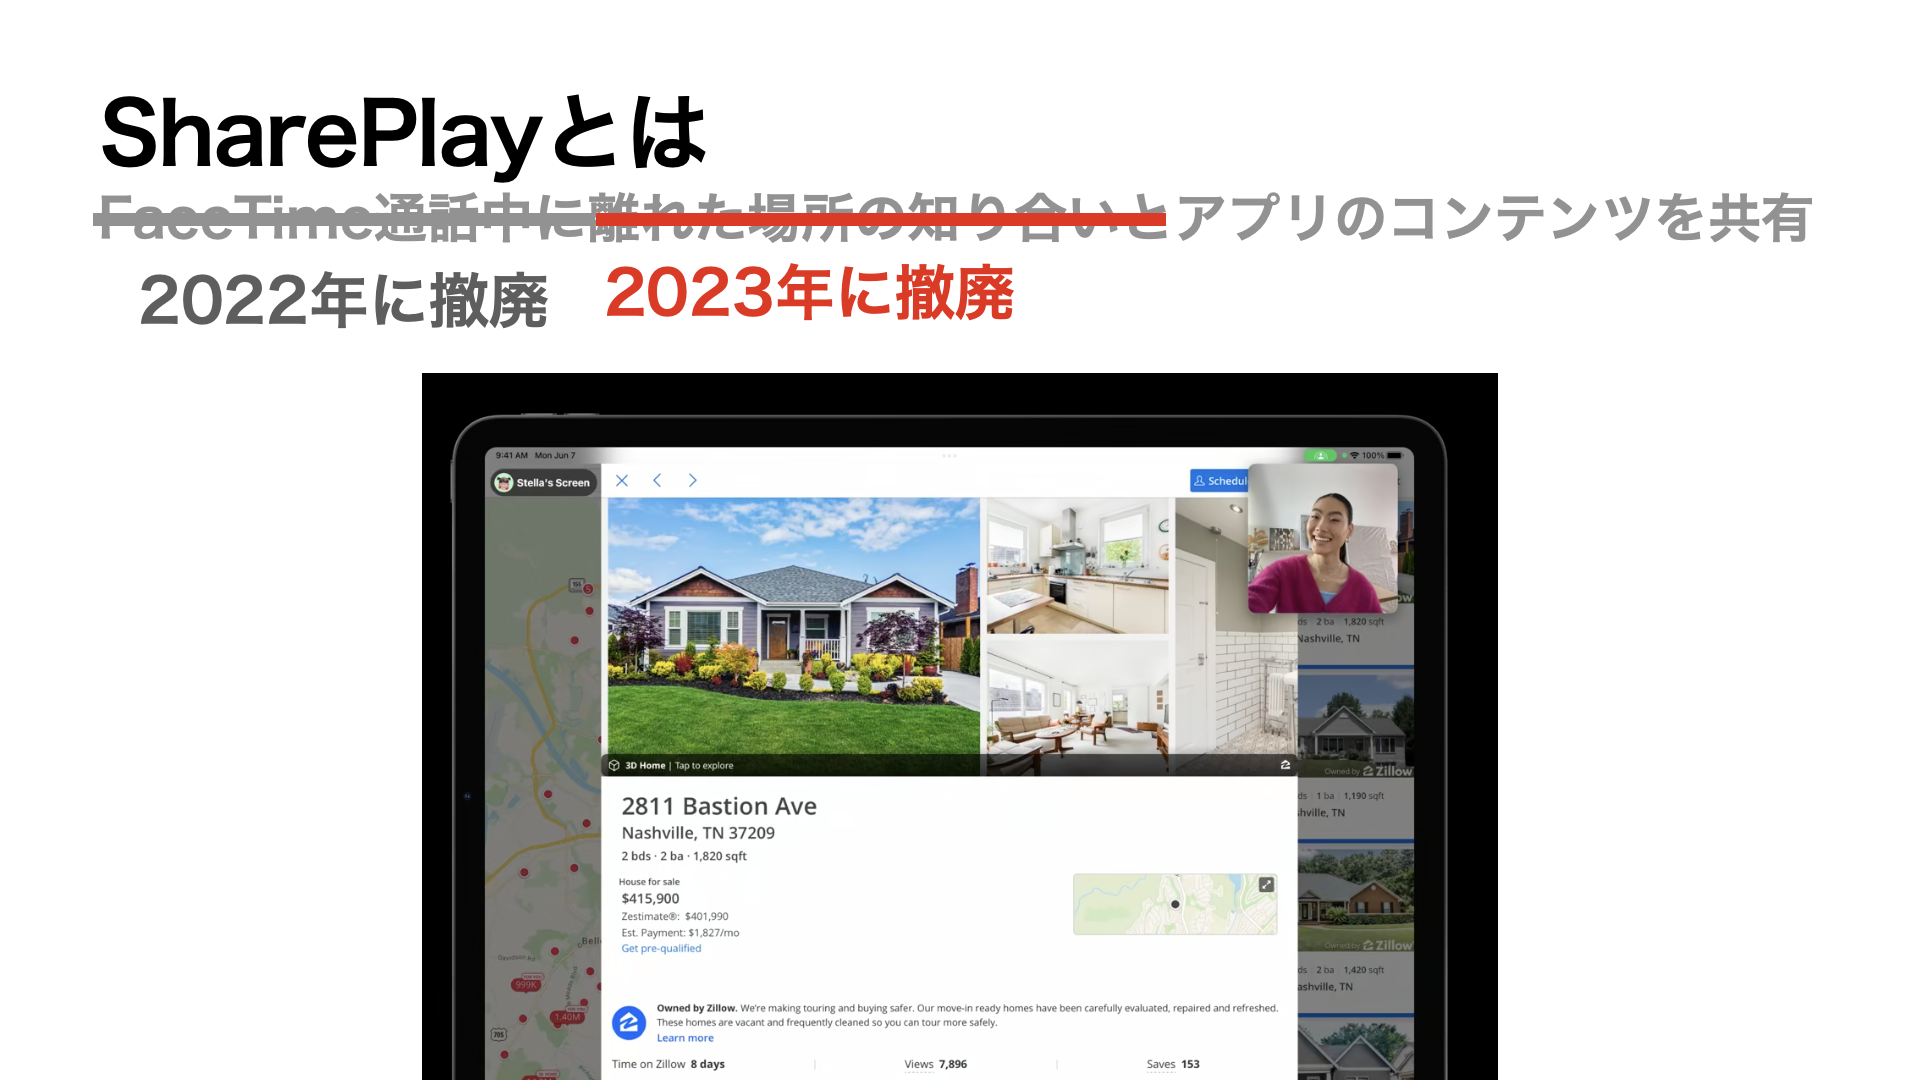 SharePlayとは
FaceTime通話中に離れた場所の知り合いとアプリのコンテンツを共有
2022年に撤廃
2023年に撤廃
9:41 AM Mon Jun 7
100%
Stella's Screen
Schedul
3D Home | Tap to explore
2811 Bastion Ave
Nashville, TN 37209
2 bds · 2 ba · 1,820 sqft
House for sale
$415,900
Zestimate®: $401,990
Est. Payment: $1,827/mo
Get pre-qualified
Owned by Zillow. We're making touring and buying safer. Our move-in ready homes have been carefully evaluated, repaired and refreshed.
These homes are vacant and frequently cleaned so you can tour more safely.
Learn more
Time on Zillow 8 days
Views 7,896
Saves 153
ds 2 ba 1,820 sqft
Nashville, TN
Owned by Zillow
ds 1 ba 1,190 sqft
shville, TN
Owned by Zillow
ds 2 ba 1,420 sqft
ashville, TN
155
5
Bell
Davidson Rd
999K
1.40M
705